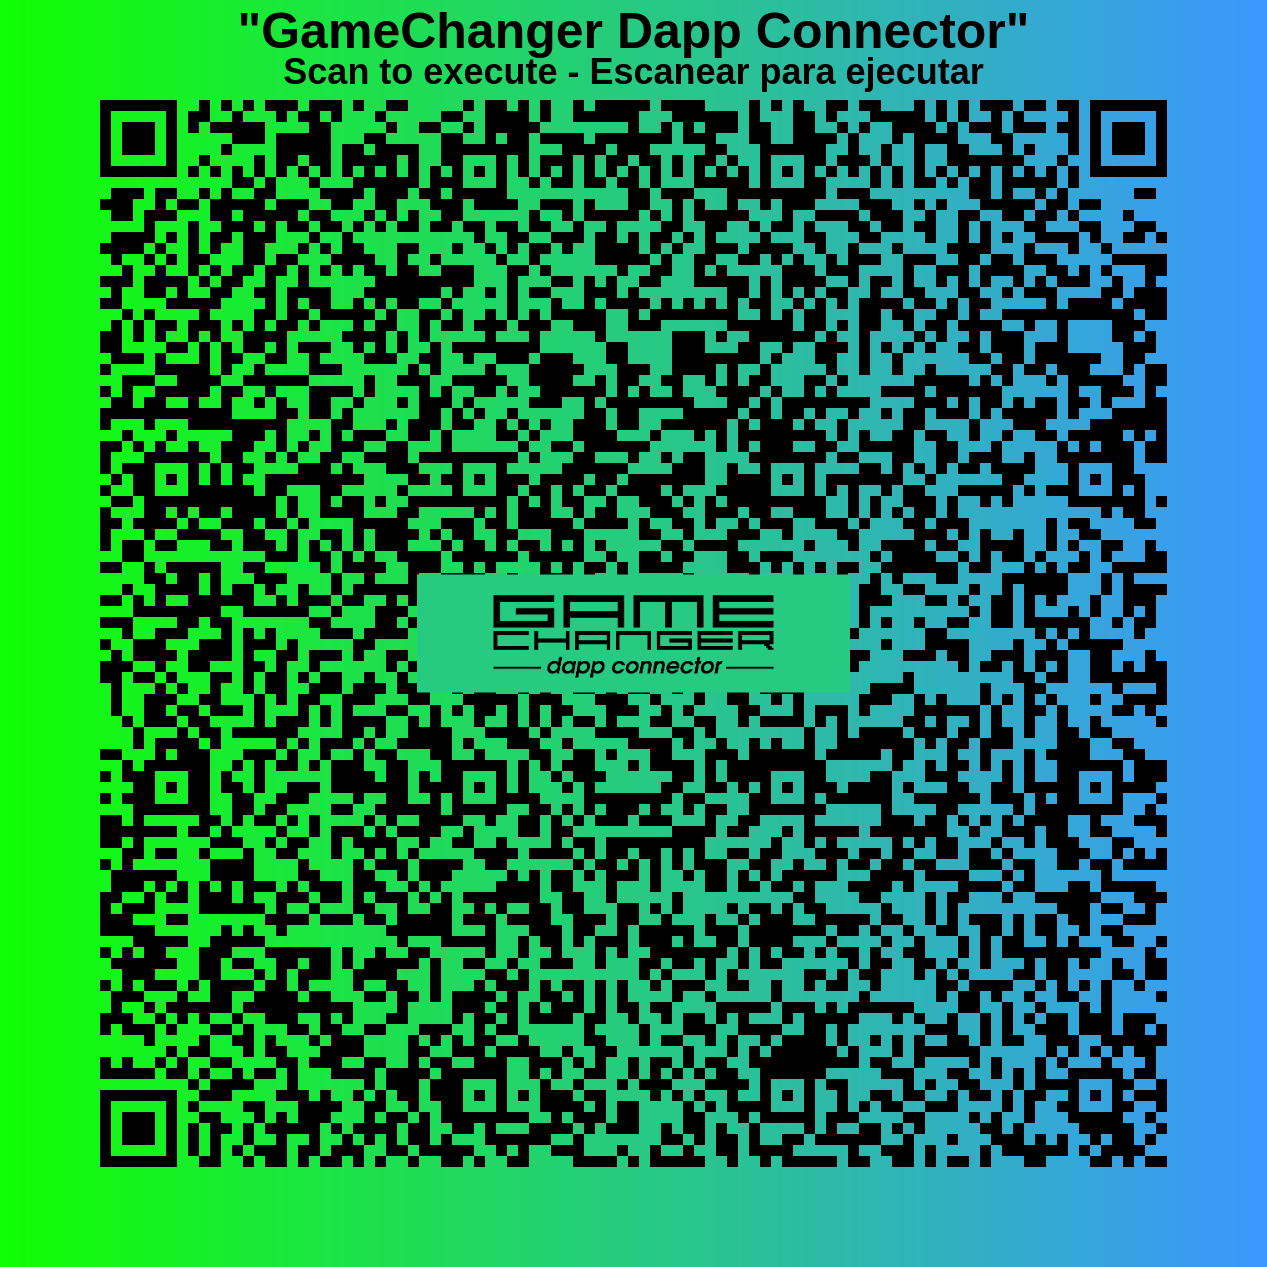 "GameChanger Dapp Connector"
Scan to execute - Escanear para ejecutar
GAME
CHANGER
dapp connector